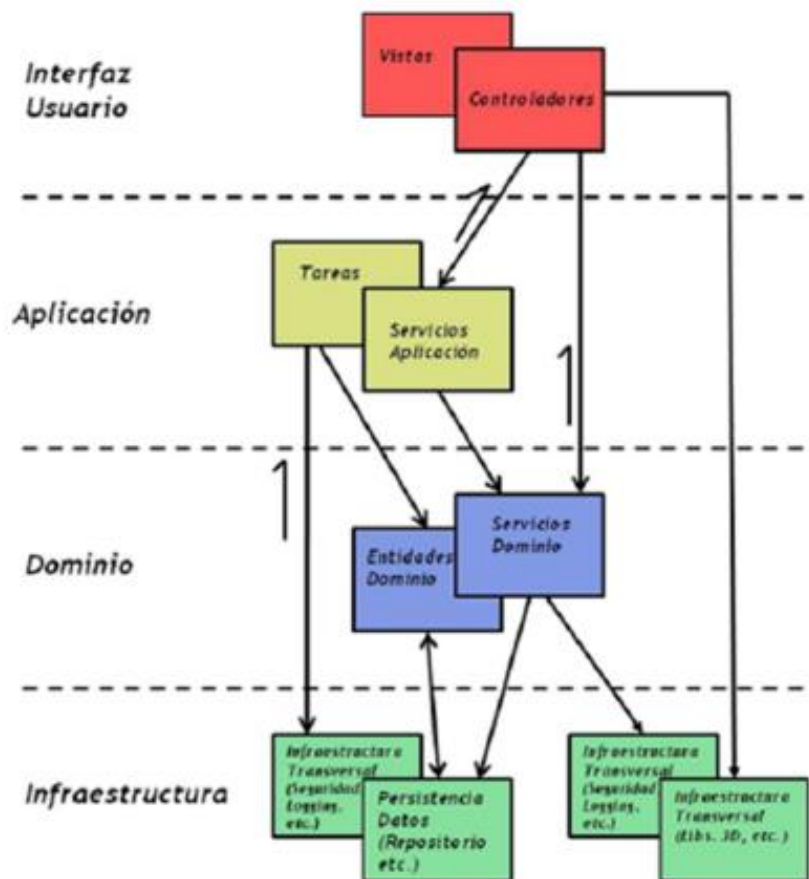 Interfaz
Usuario
Vistas
Controladores
Aplicación
Tareas
Servicios
Aplicación
Dominio
Entidades
Dominio
Servicios
Dominio
Infraestructura
Infraestructura
Transversal
(Seguridad
Logging,
etc.)
Persistencia
Datos
(Repositorio
etc.)
Infraestructura
Transversal
(Seguridad
Logging,
etc.)
Infraestructura
Transversal
(Libs. 3D, etc.)